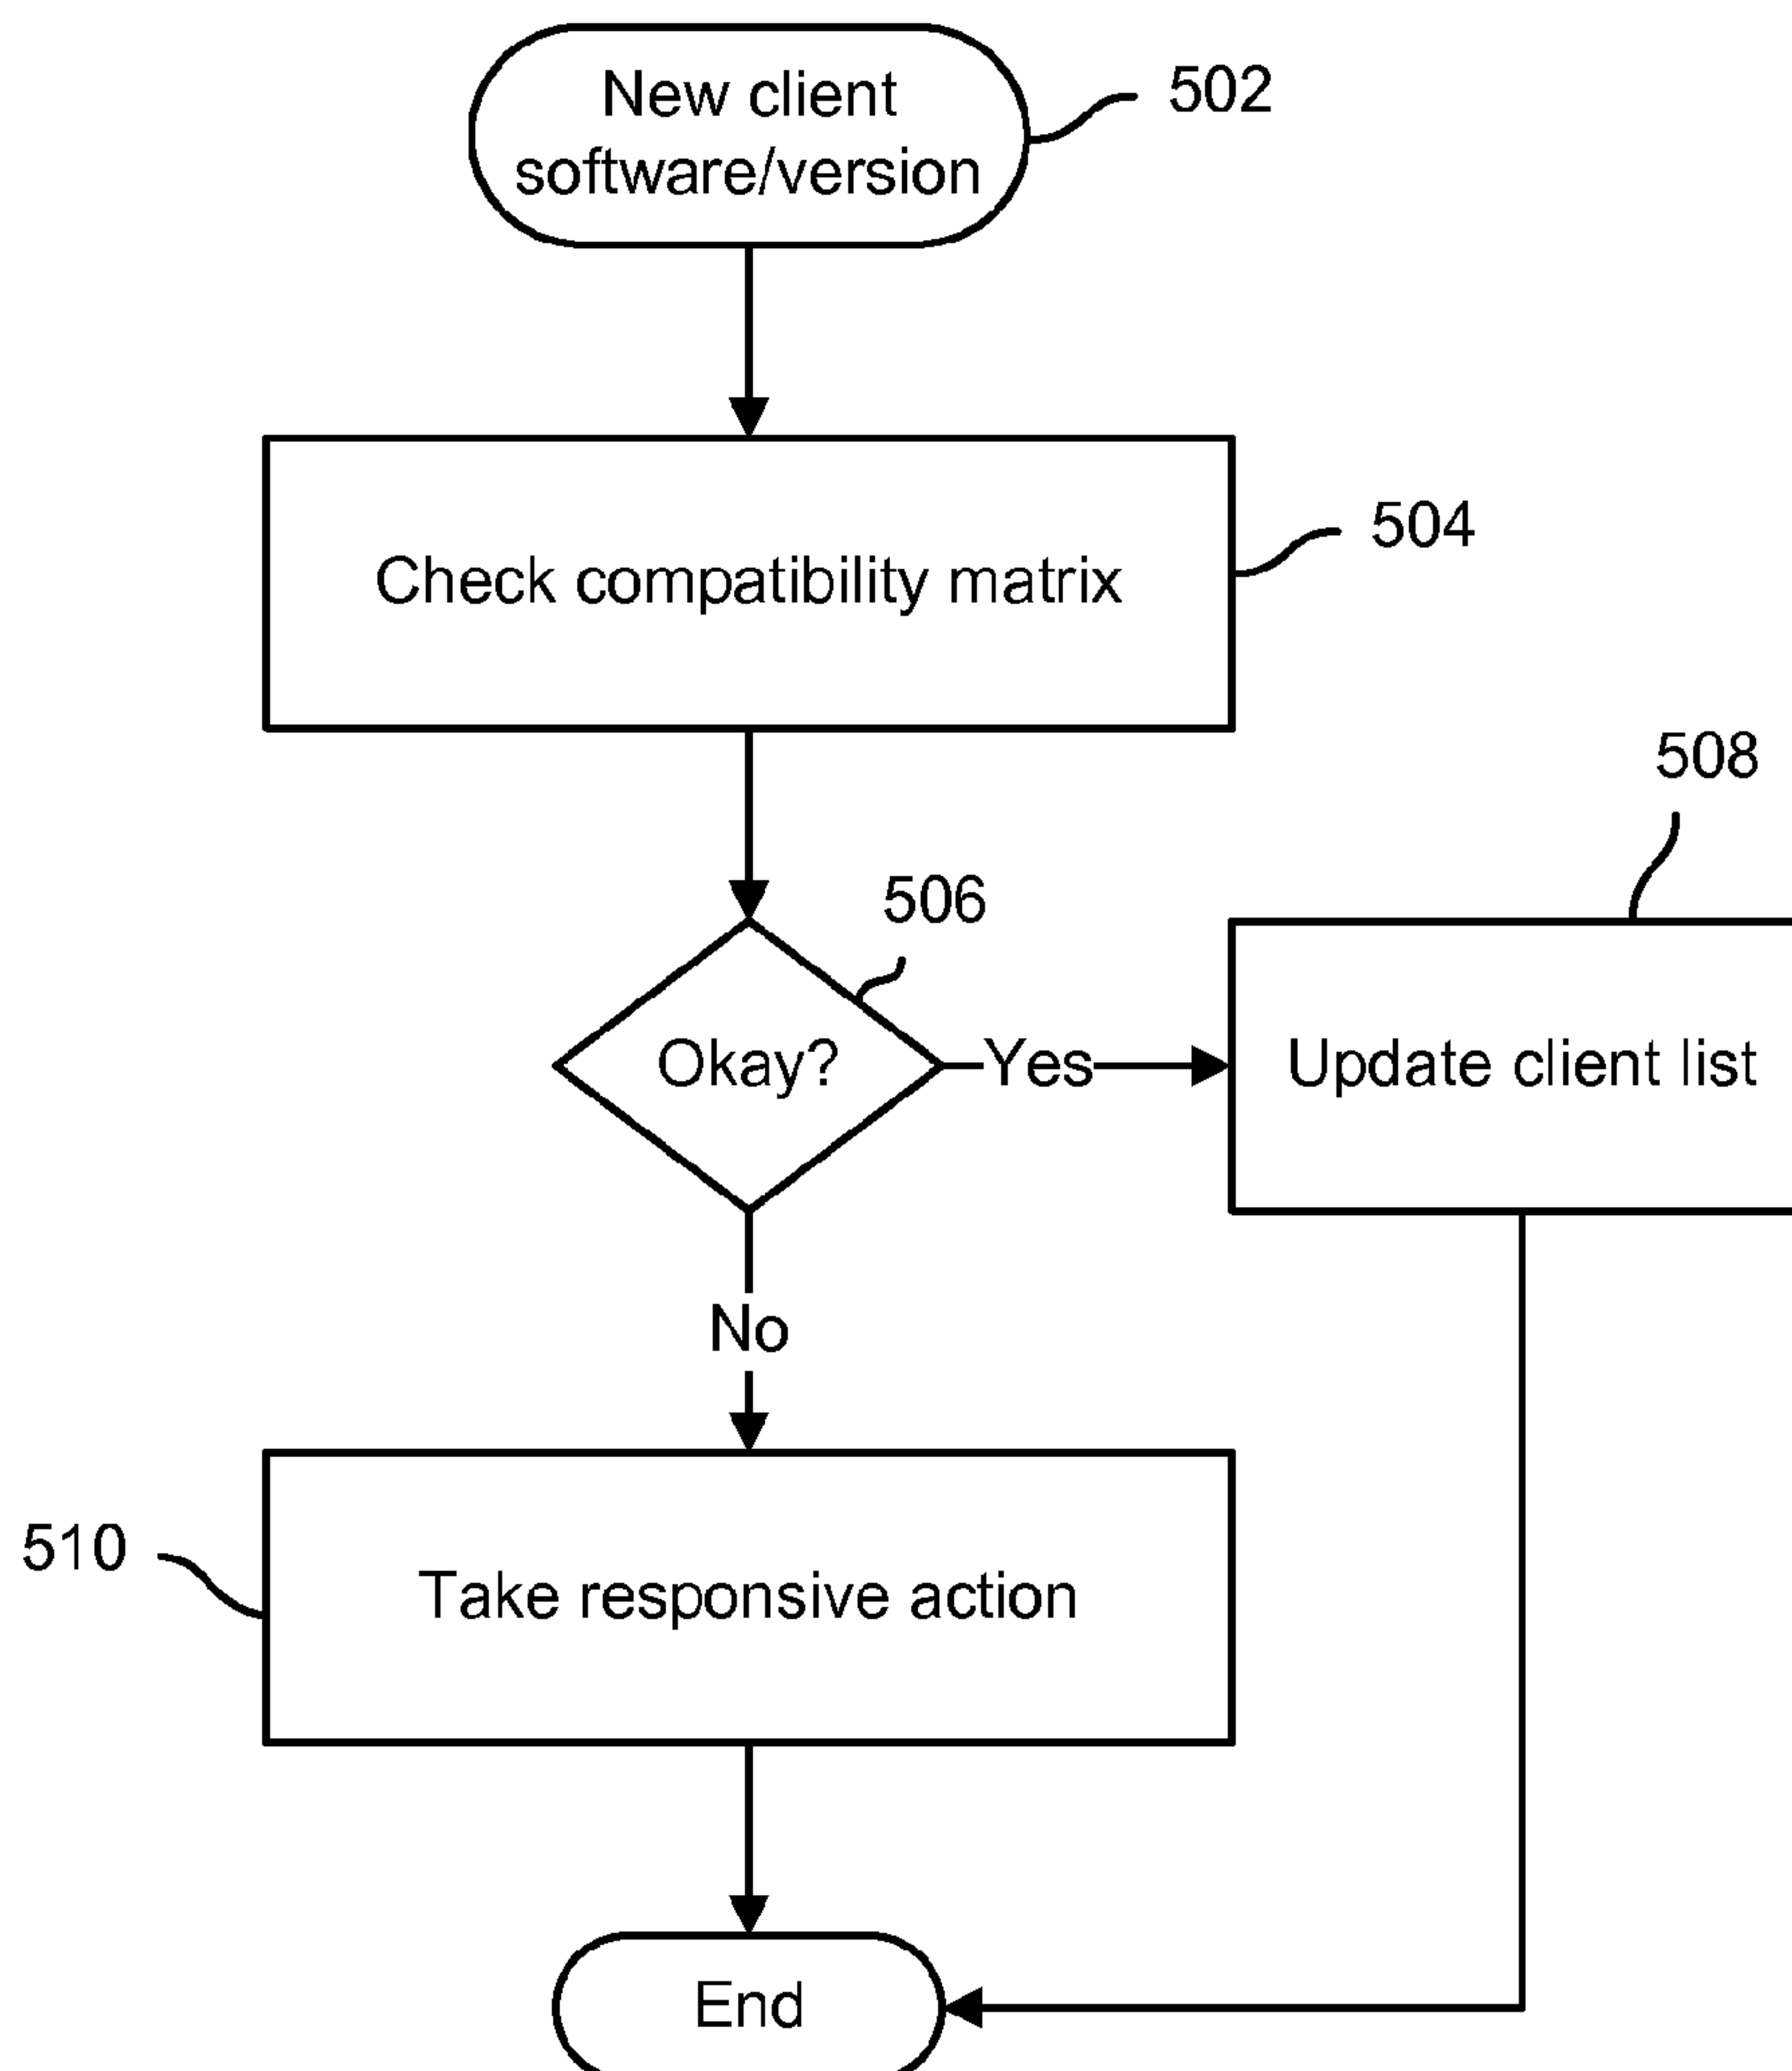 New client
software/version
502
Check compatibility matrix
504
508
506
Okay?
Yes
Update client list
No
510
Take responsive action
End